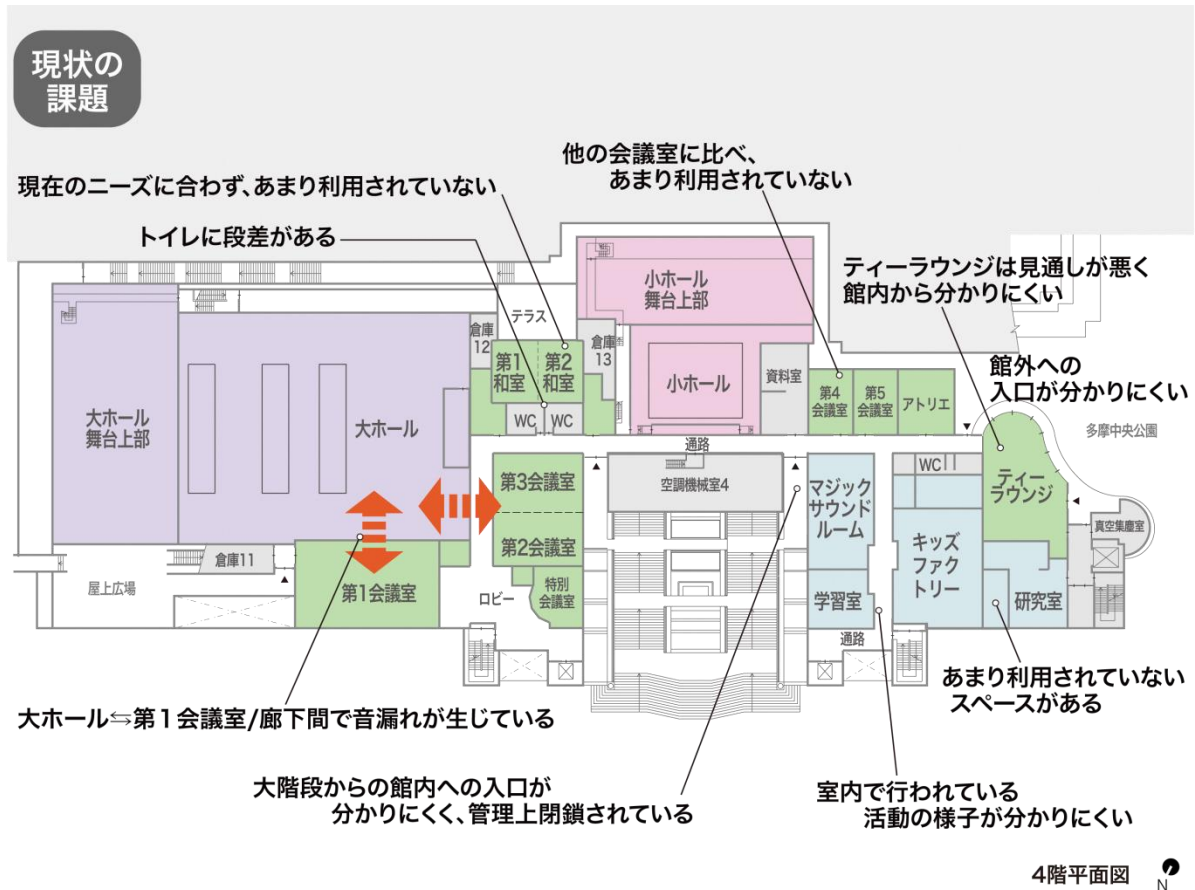 現状の
課題
他の会議室に比べ、
あまり利用されていない
現在のニーズに合わず、あまり利用されていない
トイレに段差がある
ティーラウンジは見通しが悪く
館内から分かりにくい
館外への
入口が分かりにくい
小ホール
舞台上部
テラス
倉庫
12
第1
和室
第2
和室
倉庫
13
小ホール
資料室
第4
会議室
第5
会議室
アトリエ
多摩中央公園
大ホール
舞台上部
大ホール
WC
WC
通路
第3会議室
空調機械室4
マジック
サウンド
ルーム
WC
ティー
ラウンジ
真空集塵室
第2会議室
キッズ
ファク
トリー
倉庫11
屋上広場
第1会議室
ロビー
特別
会議室
学習室
研究室
通路
あまり利用されていない
スペースがある
大ホール⇆第1会議室/廊下間で音漏れが生じている
大階段からの館内への入口が
分かりにくく、管理上閉鎖されている
室内で行われている
活動の様子が分かりにくい
4階平面図
N